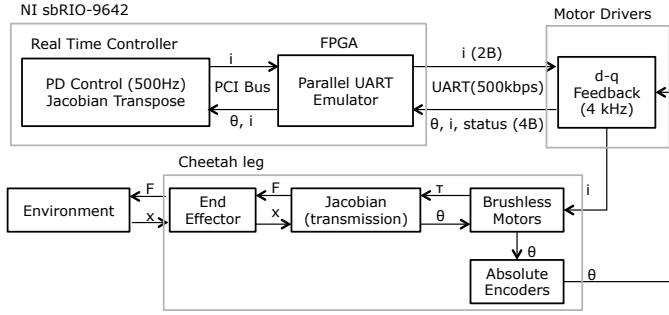 NI sbRIO-9642
Motor Drivers
Real Time Controller
FPGA
i
i (2B)
PD Control (500Hz)
Jacobian Transpose
PCI Bus
Parallel UART
Emulator
UART(500kbps)
d-q
Feedback
(4 kHz)
θ, i
θ, i, status (4B)
Cheetah leg
i
F
F
τ
Environment
End
Effector
Jacobian
(transmission)
Brushless
Motors
x
x
θ
θ
Absolute
Encoders
θ